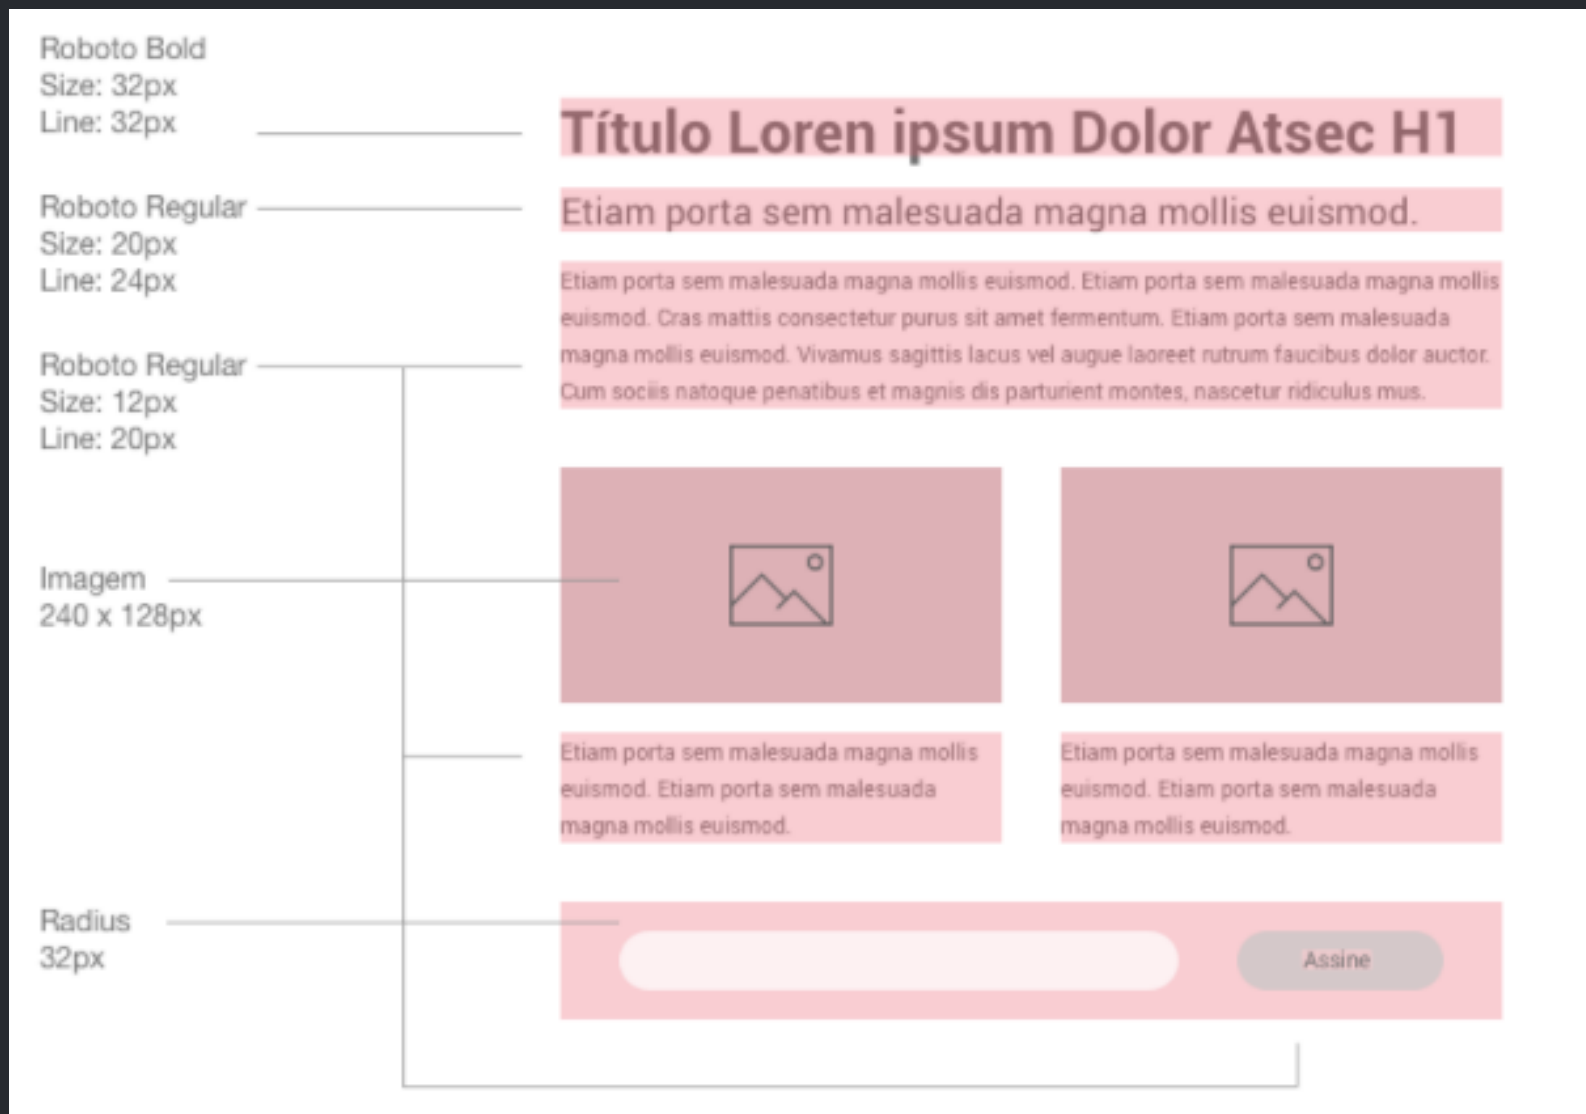 Roboto Bold
Size: 32px
Line: 32px
Título Loren ipsum Dolor Atsec H1
Roboto Regular
Size: 20px
Line: 24px
Etiam porta sem malesuada magna mollis euismod.
Roboto Regular
Size: 12px
Line: 20px
Etiam porta sem malesuada magna mollis euismod. Etiam porta sem malesuada magna mollis
euismod. Cras mattis consectetur purus sit amet fermentum. Etiam porta sem malesuada
magna mollis euismod. Vivamus sagittis lacus vel augue laoreet rutrum faucibus dolor auctor.
Cum sociis natoque penatibus et magnis dis parturient montes, nascetur ridiculus mus.
Imagem
240 x 128px
Etiam porta sem malesuada magna mollis
euismod. Etiam porta sem malesuada
magna mollis euismod.
Etiam porta sem malesuada magna mollis
euismod. Etiam porta sem malesuada
magna mollis euismod.
Radius
32px
Assine